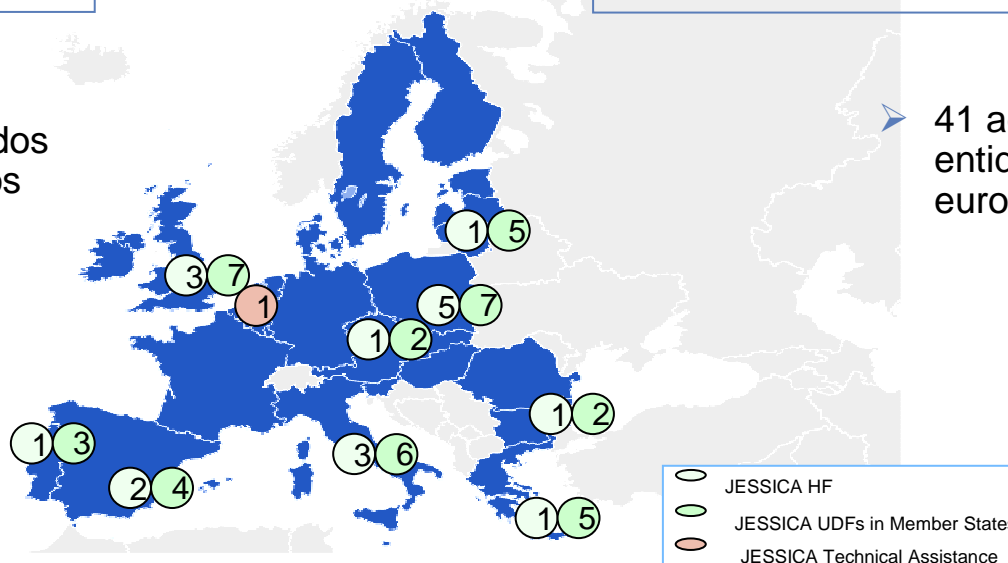 dos
os
41 a
entid
euro
1 5
3 7
1
5 7
1 2
1 2
1 3
3 6
2 4
1 5
JESSICA HF
JESSICA UDFs in Member State
JESSICA Technical Assistance